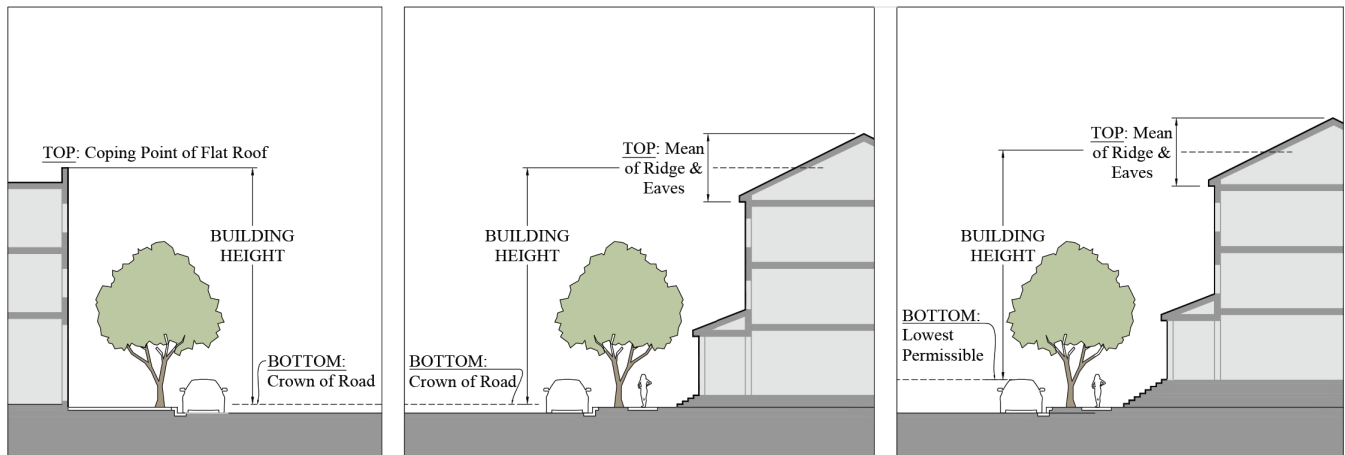 TOP: Coping Point of Flat Roof
BUILDING
HEIGHT
BOTTOM:
Crown of Road
TOP: Mean
of Ridge &
Eaves
BUILDING
HEIGHT
BOTTOM:
Crown of Road
TOP: Mean
of Ridge &
Eaves
BUILDING
HEIGHT
BOTTOM:
Lowest
Permissible